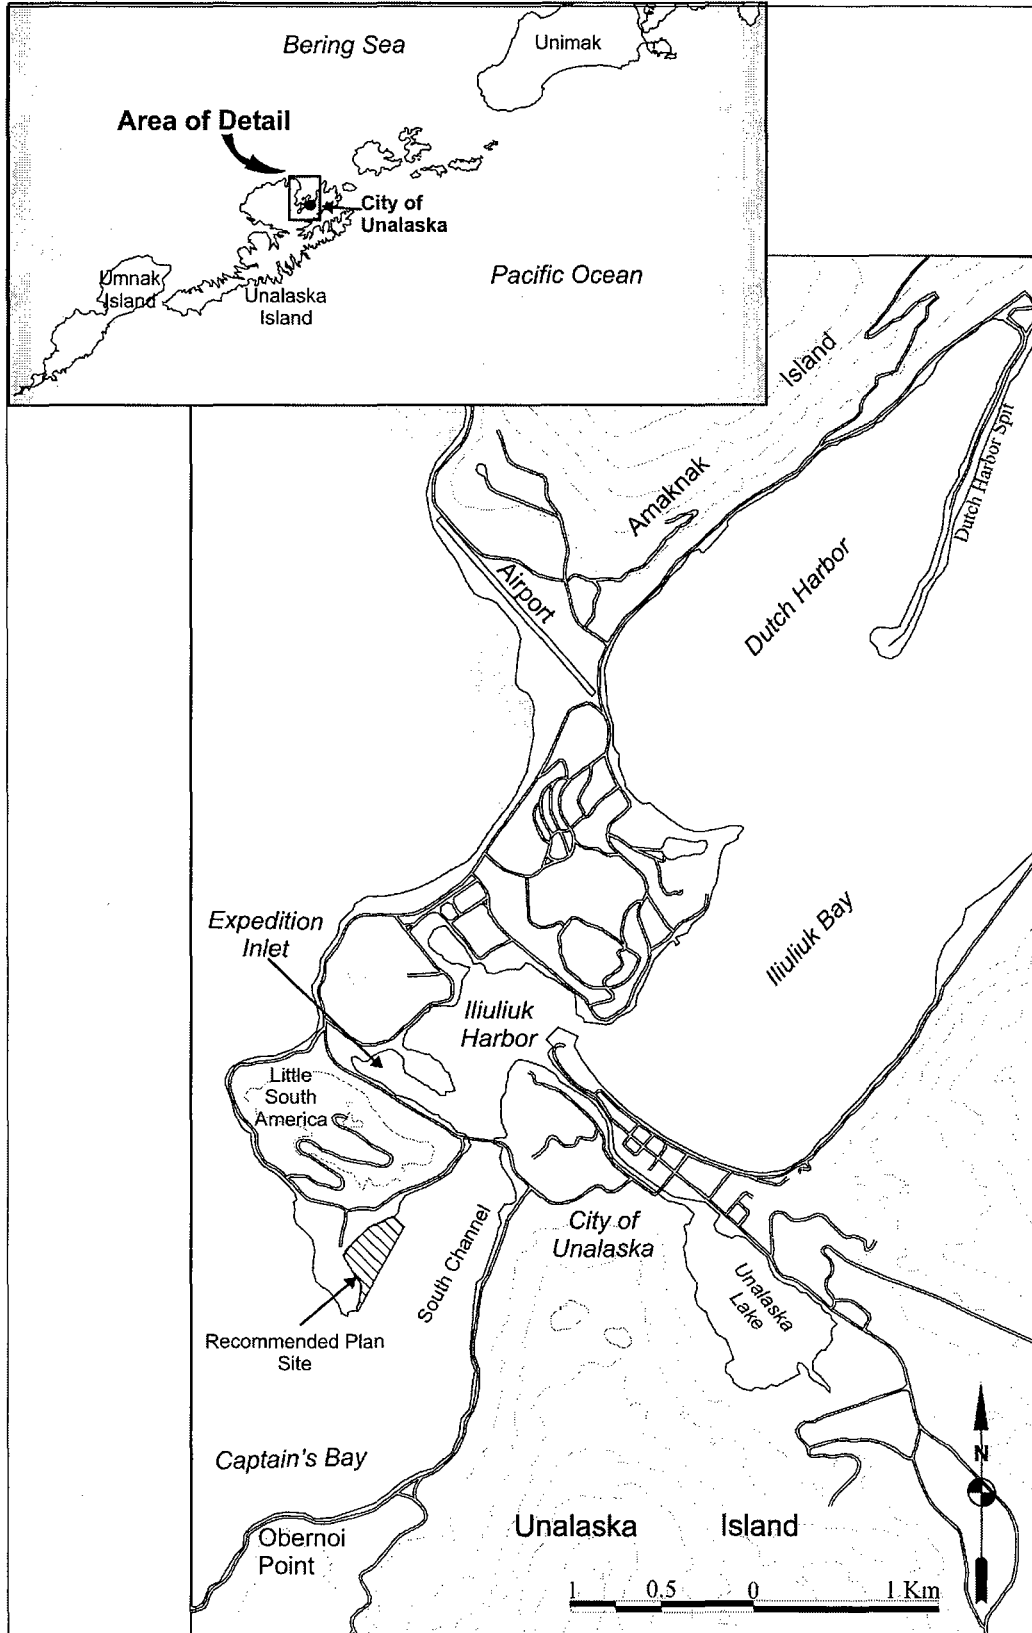 Bering Sea
Unimak
Area of Detail
City of
Unalaska
Umnak
Island
Unalaska
Island
Pacific Ocean
Island
Amaknak
Dutch Harbor Spit
Airport
Dutch Harbor
Expedition
Inlet
Iliuliuk
Harbor
Iliuliuk Bay
Little
South
America
City of
Unalaska
South Channel
Unalaska
Lake
Recommended Plan
Site
Captain's Bay
N
Obernoi
Point
Unalaska Island
1 0.5 0 1 Km